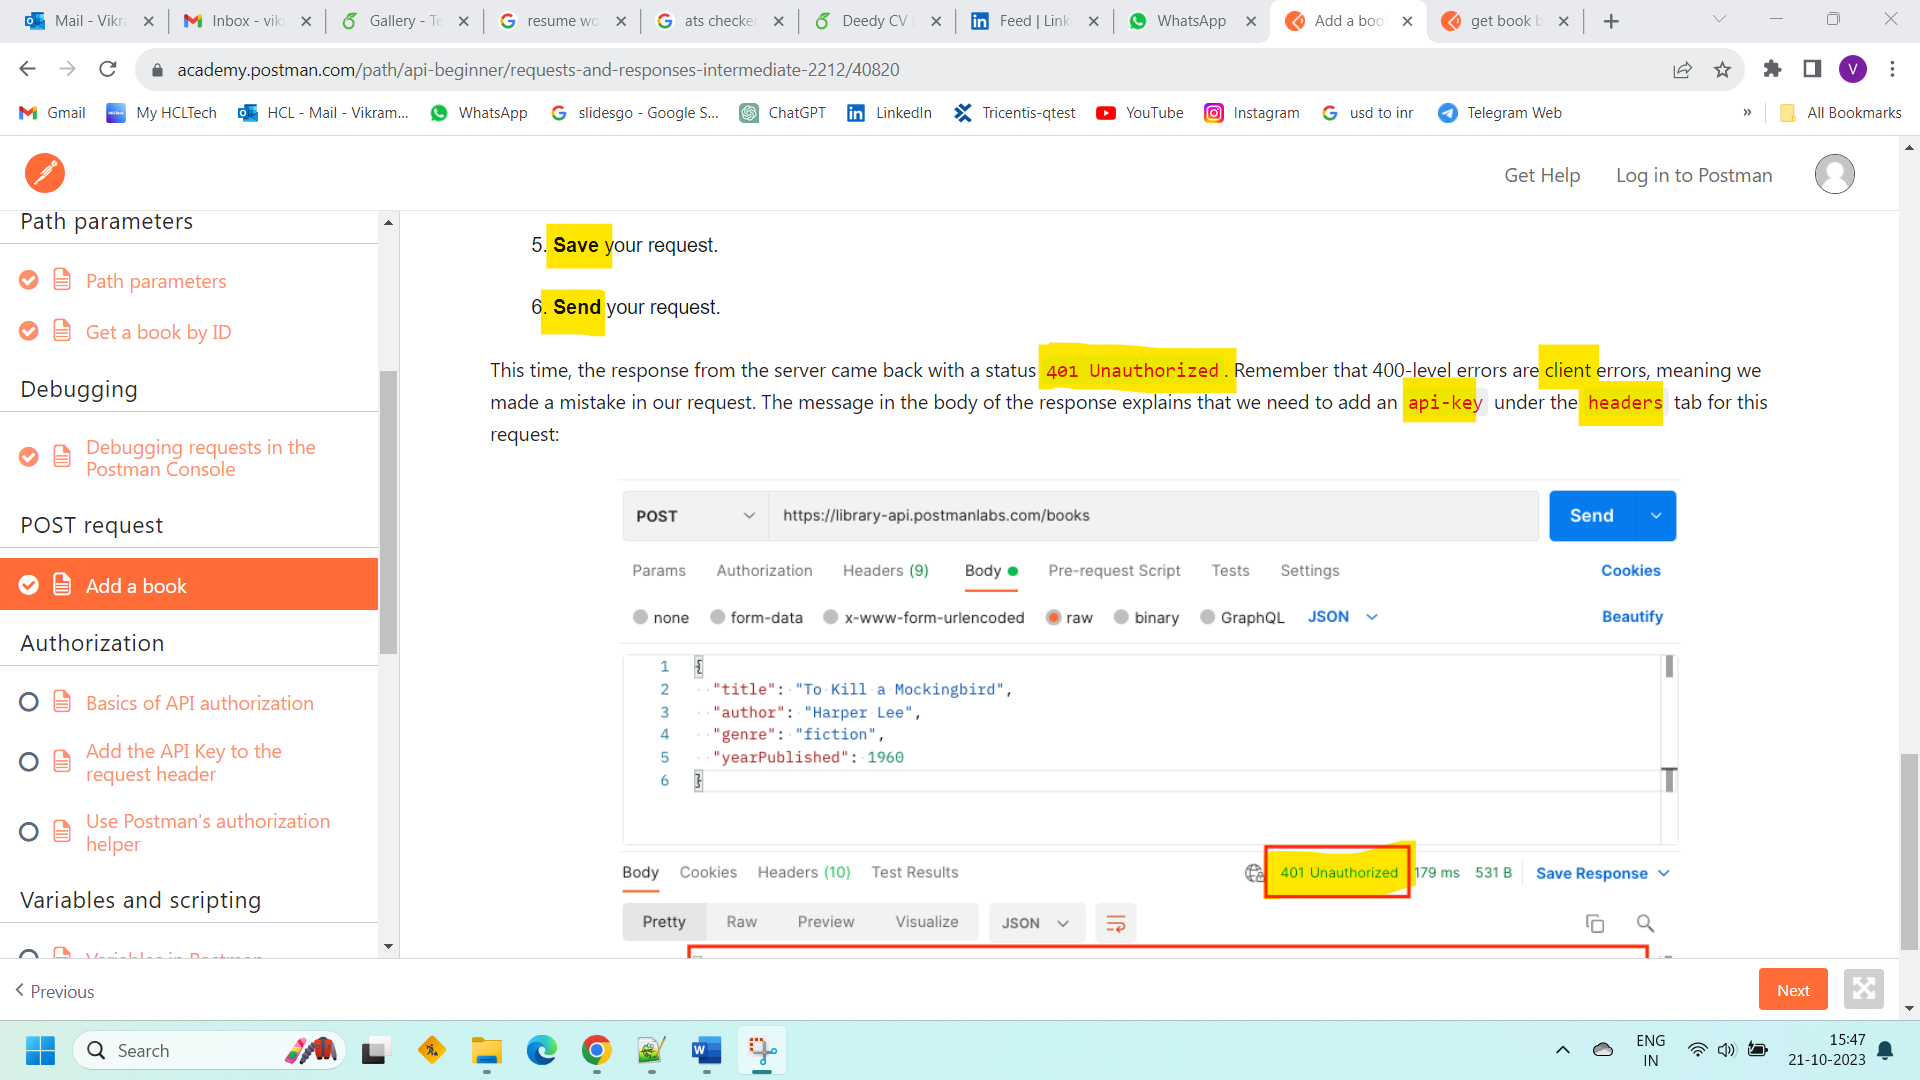 Mail - Vikra
Inbox - vik
Gallery - Te
resume wo
ats checke
Deedy CV (
Feed | Link
WhatsApp
Add a boo
get book b
academy.postman.com/path/api-beginner/requests-and-responses-intermediate-2212/40820
V
Gmail
My HCLTech
HCL - Mail - Vikram...
WhatsApp
slidesgo - Google S...
ChatGPT
LinkedIn
Tricentis-qtest
YouTube
Instagram
usd to inr
Telegram Web
»
All Bookmarks
Get Help
Log in to Postman
Path parameters
Path parameters
Get a book by ID
Debugging
Debugging requests in the
Postman Console
POST request
Add a book
Authorization
Basics of API authorization
Add the API Key to the
request header
Use Postman's authorization
helper
Variables and scripting
Variables in Postman
5. Save your request.
6. Send your request.
This time, the response from the server came back with a status 401 Unauthorized. Remember that 400-level errors are client errors, meaning we
made a mistake in our request. The message in the body of the response explains that we need to add an api-key under the headers tab for this
request:
POST
https://library-api.postmanlabs.com/books
Send
Params
Authorization
Headers (9)
Body
Pre-request Script
Tests
Settings
Cookies
none
form-data
x-www-form-urlencoded
raw
binary
GraphQL
JSON
Beautify
1 {
2 "title": "To Kill a Mockingbird",
3 "author": "Harper Lee",
4 "genre": "fiction",
5 "yearPublished": 1960
6 }
Body
Cookies
Headers (10)
Test Results
401 Unauthorized
179 ms
531 B
Save Response
Pretty
Raw
Preview
Visualize
JSON
Previous
Next
Search
ENG
IN
15:47
21-10-2023